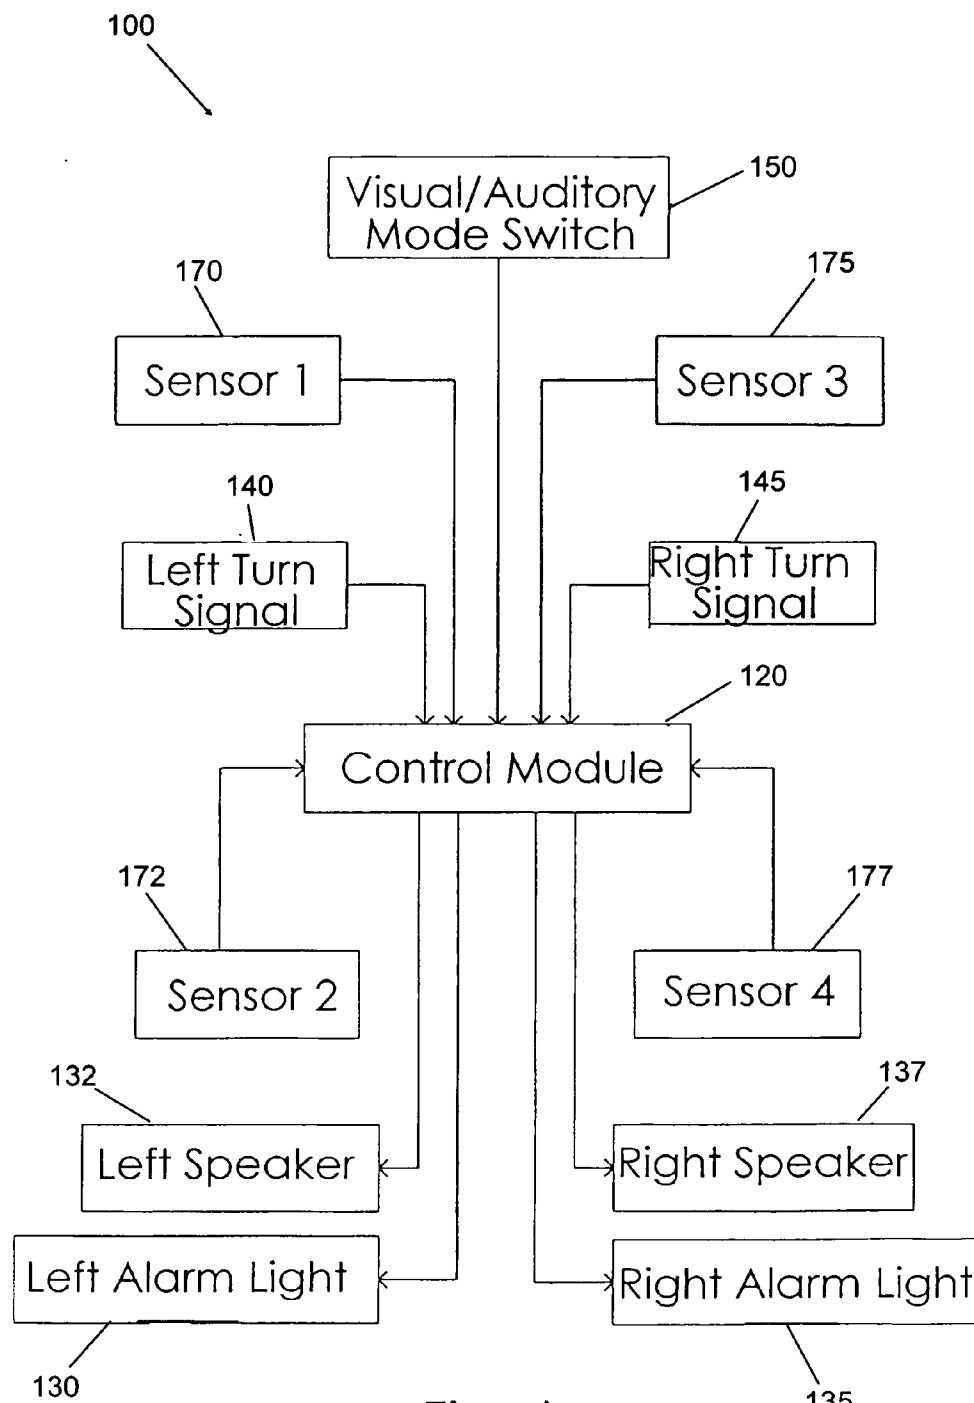 100
Visual/Auditory
Mode Switch
150
170
175
Sensor 1
Sensor 3
140
145
Left Turn
Signal
Right Turn
Signal
120
Control Module
172
177
Sensor 2
Sensor 4
132
137
Left Speaker
Right Speaker
Left Alarm Light
Right Alarm Light
130
135